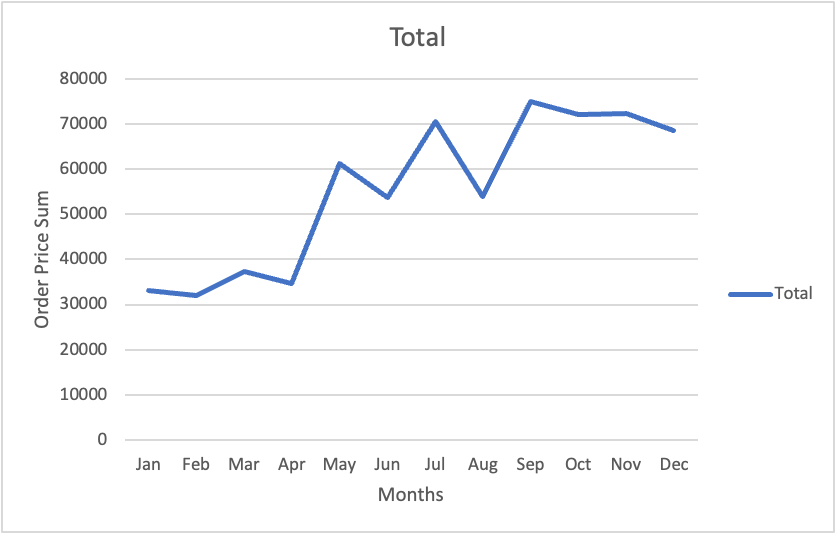 Total
80000
70000
60000
50000
40000
30000
20000
10000
0
Order Price Sum
Jan Feb Mar Apr May Jun Jul Aug Sep Oct Nov Dec
Months
Total